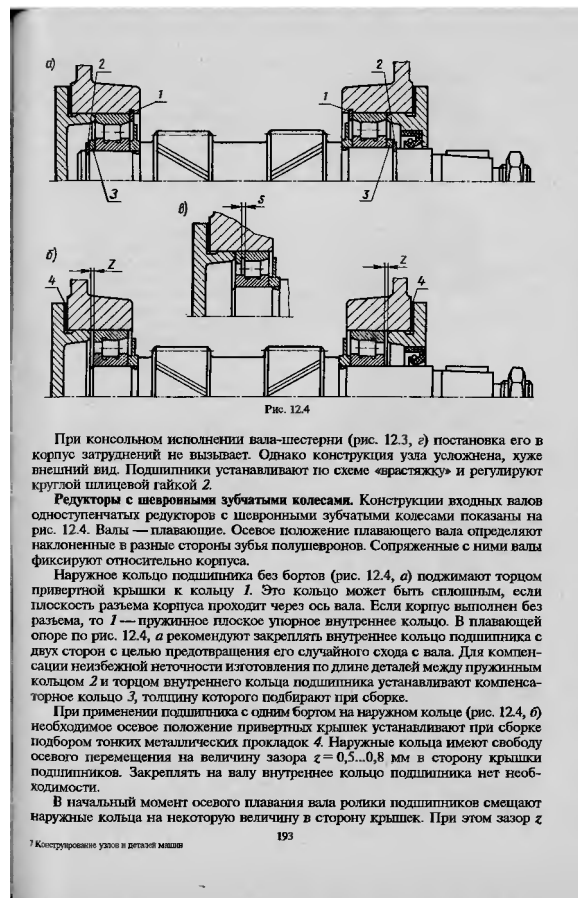 а)
2
1
2
1
3
3
в)
s
б)
z
z
4
4
Рис. 12.4
При консольном исполнении вала-шестерни (рис. 12.3, г) постановка его в
корпус затруднений не вызывает. Однако конструкция узла усложнена, хуже
внешний вид. Подшипники устанавливают по схеме «врастяжку» и регулируют
круглой шлицевой гайкой 2.
Редукторы с шевронными зубчатыми колесами. Конструкции входных валов
одноступенчатых редукторов с шевронными зубчатыми колесами показаны на
рис. 12.4. Валы — плавающие. Осевое положение плавающего вала определяют
наклоненные в разные стороны зубья полушевронов. Сопряженные с ними валы
фиксируют относительно корпуса.
Наружное кольцо подшипника без бортов (рис. 12.4, а) поджимают торцом
привертной крышки к кольцу 1. Это кольцо может быть сплошным, если
плоскость разъема корпуса проходит через ось вала. Если корпус выполнен без
разъема, то 1 — пружинное плоское упорное внутреннее кольцо. В плавающей
опоре по рис. 12.4, а рекомендуют закреплять внутреннее кольцо подшипника с
двух сторон с целью предотвращения его случайного схода с вала. Для компен-
сации неизбежной неточности изготовления по длине деталей между пружинным
кольцом 2 и торцом внутреннего кольца подшипника устанавливают компенса-
торное кольцо 3, толщину которого подбирают при сборке.
При применении подшипника с одним бортом на наружном кольце (рис. 12.4, б)
необходимое осевое положение привертных крышек устанавливают при сборке
подбором тонких металлических прокладок 4. Наружные кольца имеют свободу
осевого перемещения на величину зазора z = 0,5...0,8 мм в сторону крышки
подшипников. Закреплять на валу внутреннее кольцо подшипника нет необ-
ходимости.
В начальный момент осевого плавания вала ролики подшипников смещают
наружные кольца на некоторую величину в сторону крышек. При этом зазор z
193
7 Конструирование узлов и деталей машин